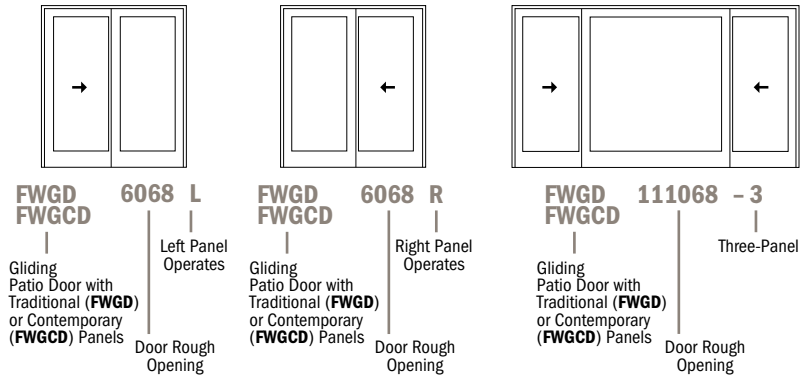 FWGD 6068 L
FWGCD
Left Panel
Operates
Gliding
Patio Door with
Traditional (FWGD)
or Contemporary
(FWGCD) Panels
Door Rough
Opening
FWGD 6068 R
FWGCD
Right Panel
Operates
Gliding
Patio Door with
Traditional (FWGD)
or Contemporary
(FWGCD) Panels
Door Rough
Opening
FWGD 111068 – 3
FWGCD
Three-Panel
Gliding
Patio Door with
Traditional (FWGD)
or Contemporary
(FWGCD) Panels
Door Rough
Opening